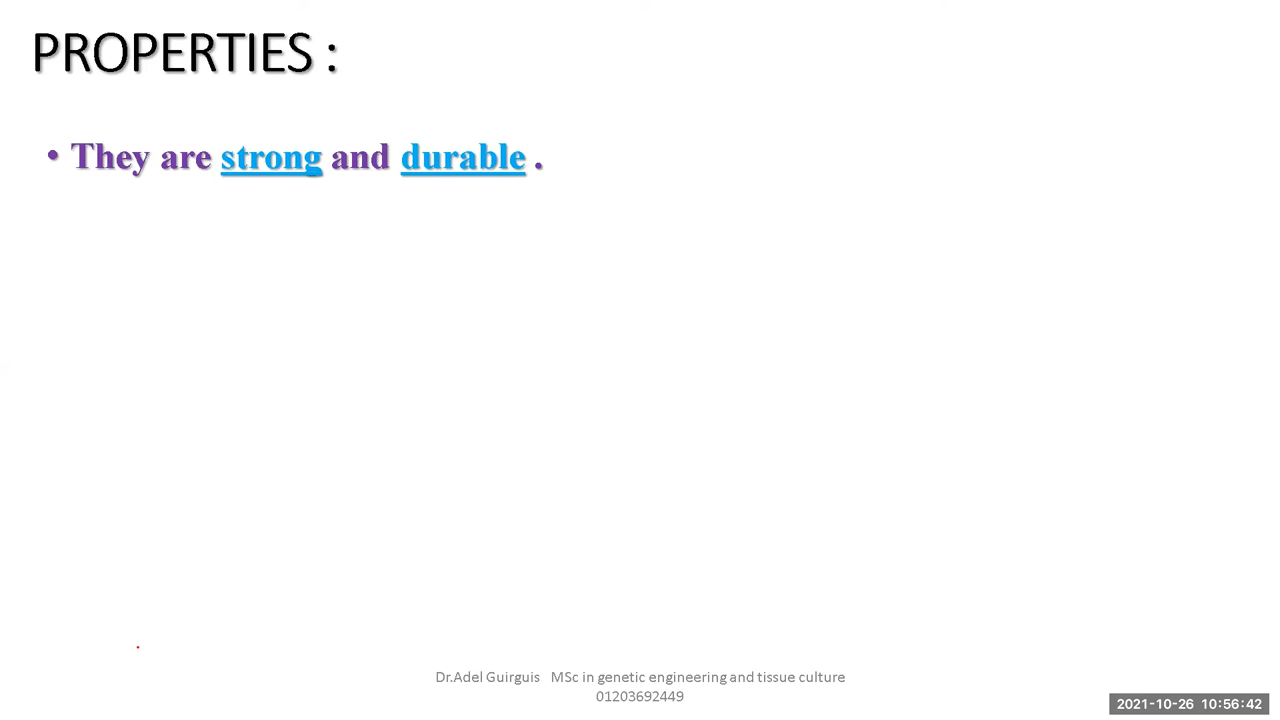 PROPERTIES :
• They are strong and durable .
Dr.Adel Guirguis   MSc in genetic engineering and tissue culture
01203692449
2021-10-26 10:56:42